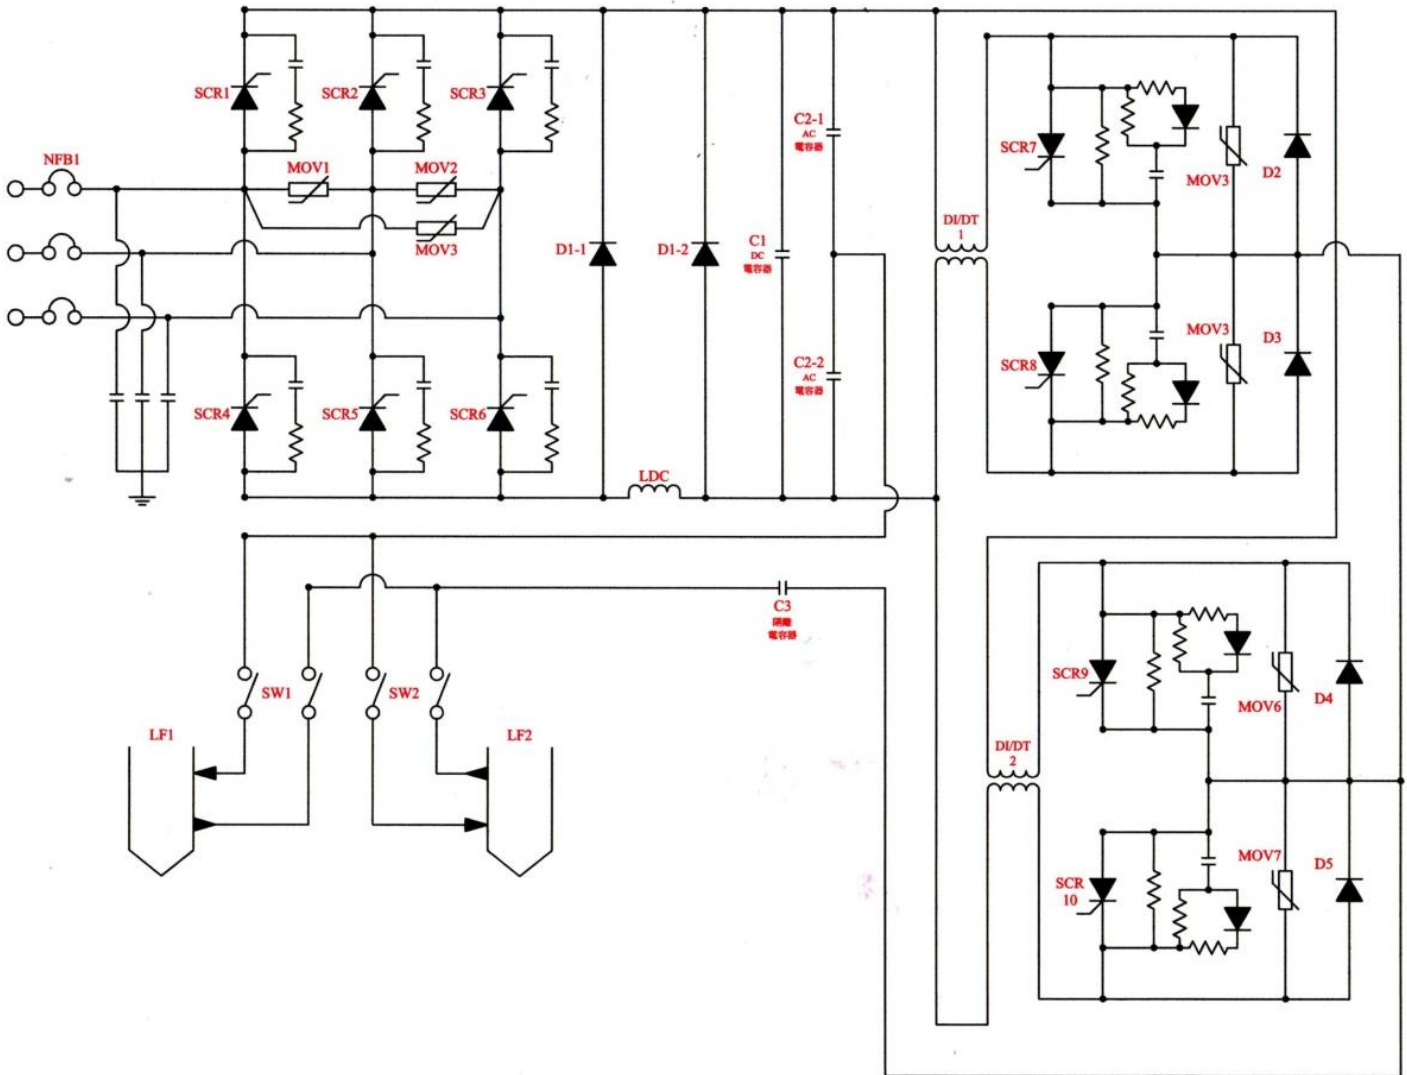 SCR1
SCR2
SCR3
NFB1
MOV1
MOV2
MOV3
D1-1
D1-2
C1
DC
電容器
C2-1
AC
電容器
C2-2
AC
電容器
DI/DT
1
SCR7
MOV3
D2
SCR8
MOV3
D3
SCR4
SCR5
SCR6
LDC
C3
隔離
電容器
SW1
SW2
LF1
LF2
DI/DT
2
SCR9
MOV6
D4
SCR
10
MOV7
D5